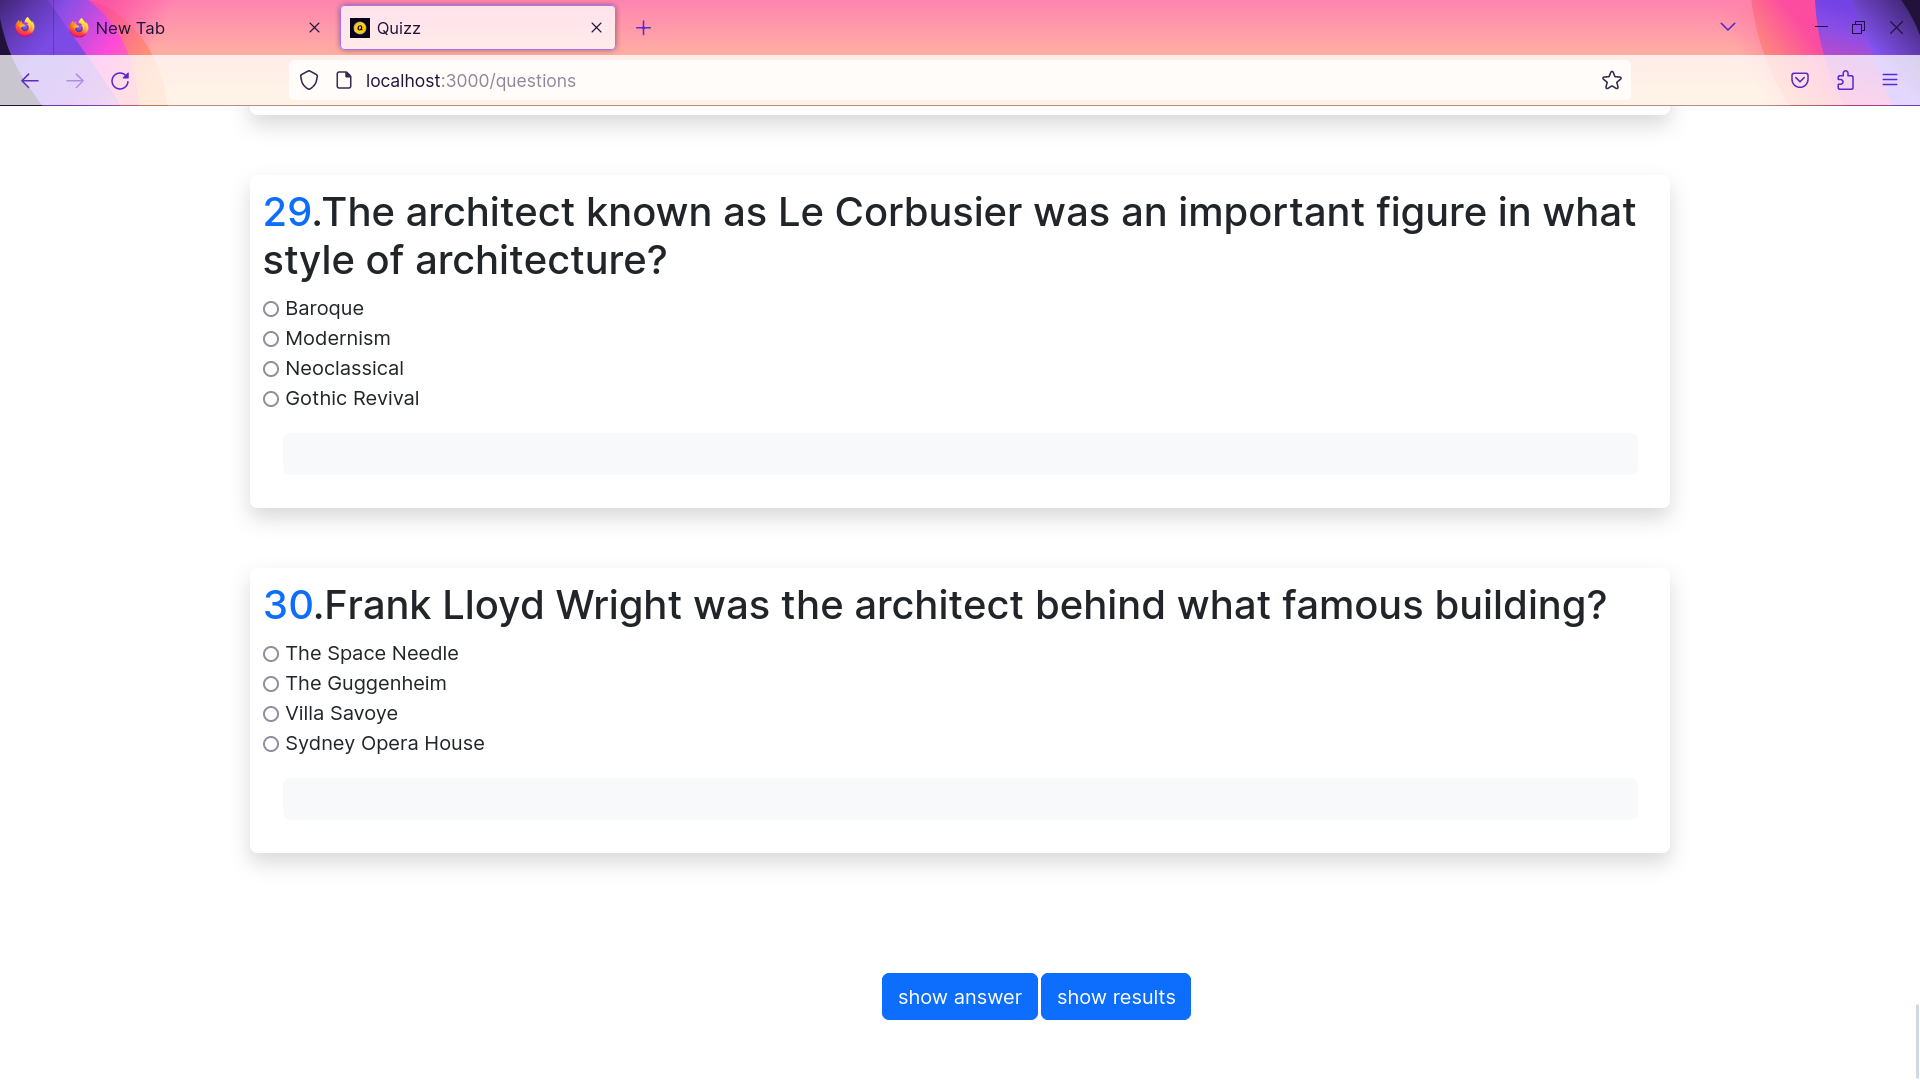 New Tab
Quizz
localhost:3000/questions
29.The architect known as Le Corbusier was an important figure in what
style of architecture?
Baroque
Modernism
Neoclassical
Gothic Revival
30.Frank Lloyd Wright was the architect behind what famous building?
The Space Needle
The Guggenheim
Villa Savoye
Sydney Opera House
show answer
show results